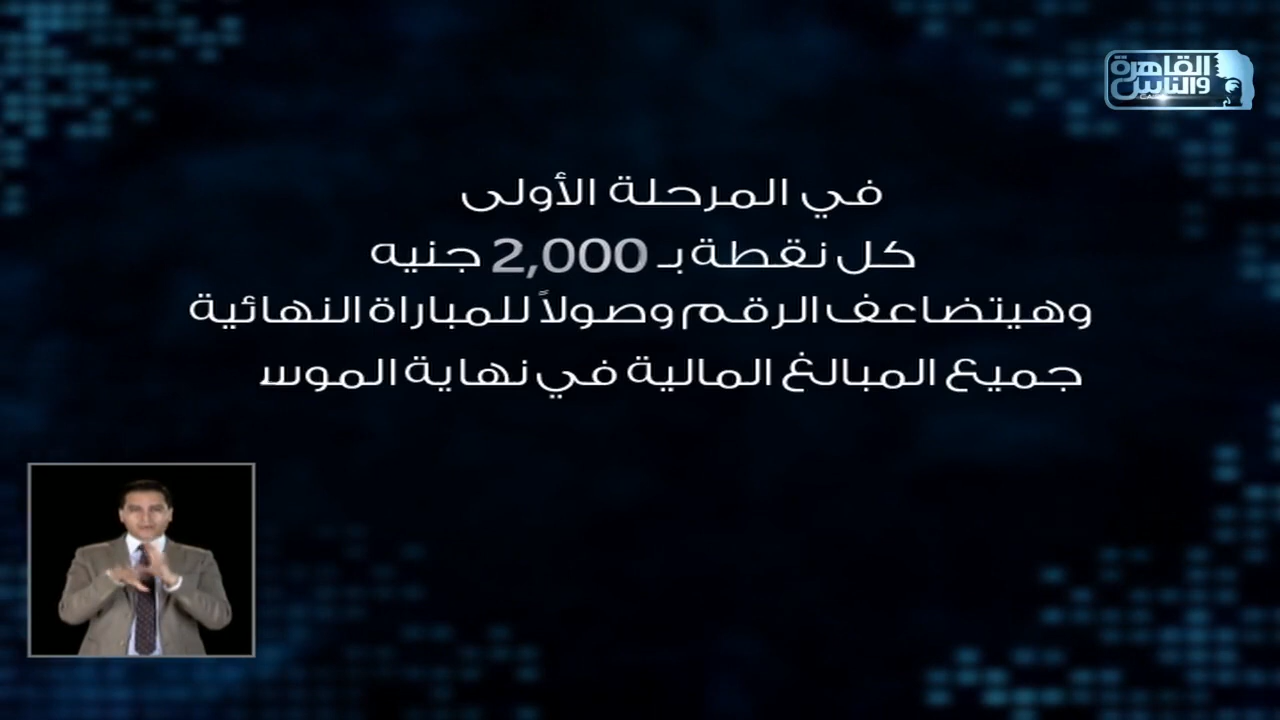 القاهرة
والناس
في المرحلة الأولى
كل نقطة بـ 2,000 جنيه
وهيتضاعف الرقم وصولاً للمباراة النهائية
جميع المبالغ المالية في نهاية الموس